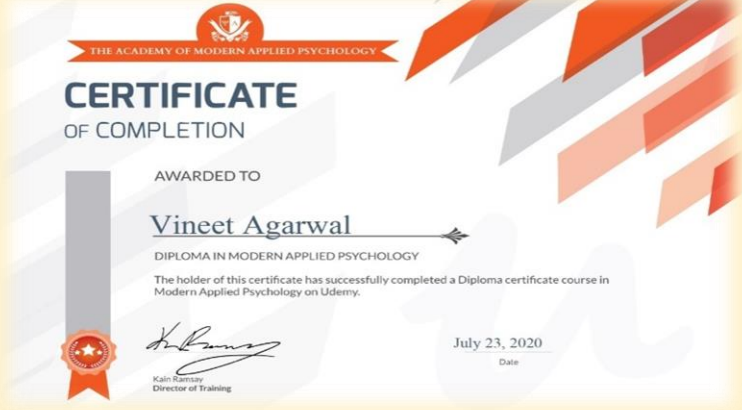 THE ACADEMY OF MODERN APPLIED PSYCHOLOGY
CERTIFICATE
OF COMPLETION
AWARDED TO
Vineet Agarwal
DIPLOMA IN MODERN APPLIED PSYCHOLOGY
The holder of this certificate has successfully completed a Diploma certificate course in
Modern Applied Psychology on Udemy.
July 23, 2020
Date
Kain Ramsay
Director of Training